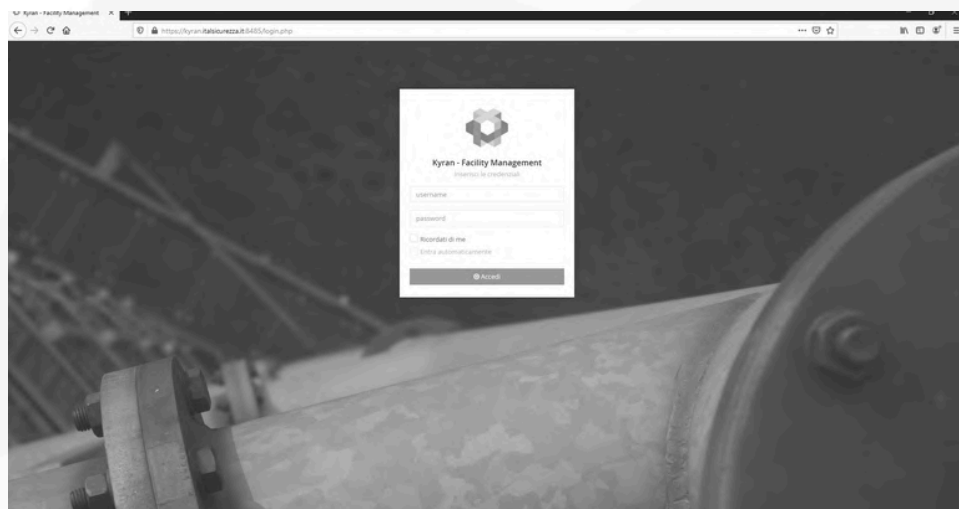 Kyran - Facility Management
https://kyran.italsicurezza.it:8485/login.php
Kyran - Facility Management
Inserisci le credenziali
username
password
Ricordati di me
Entra automaticamente
Accedi